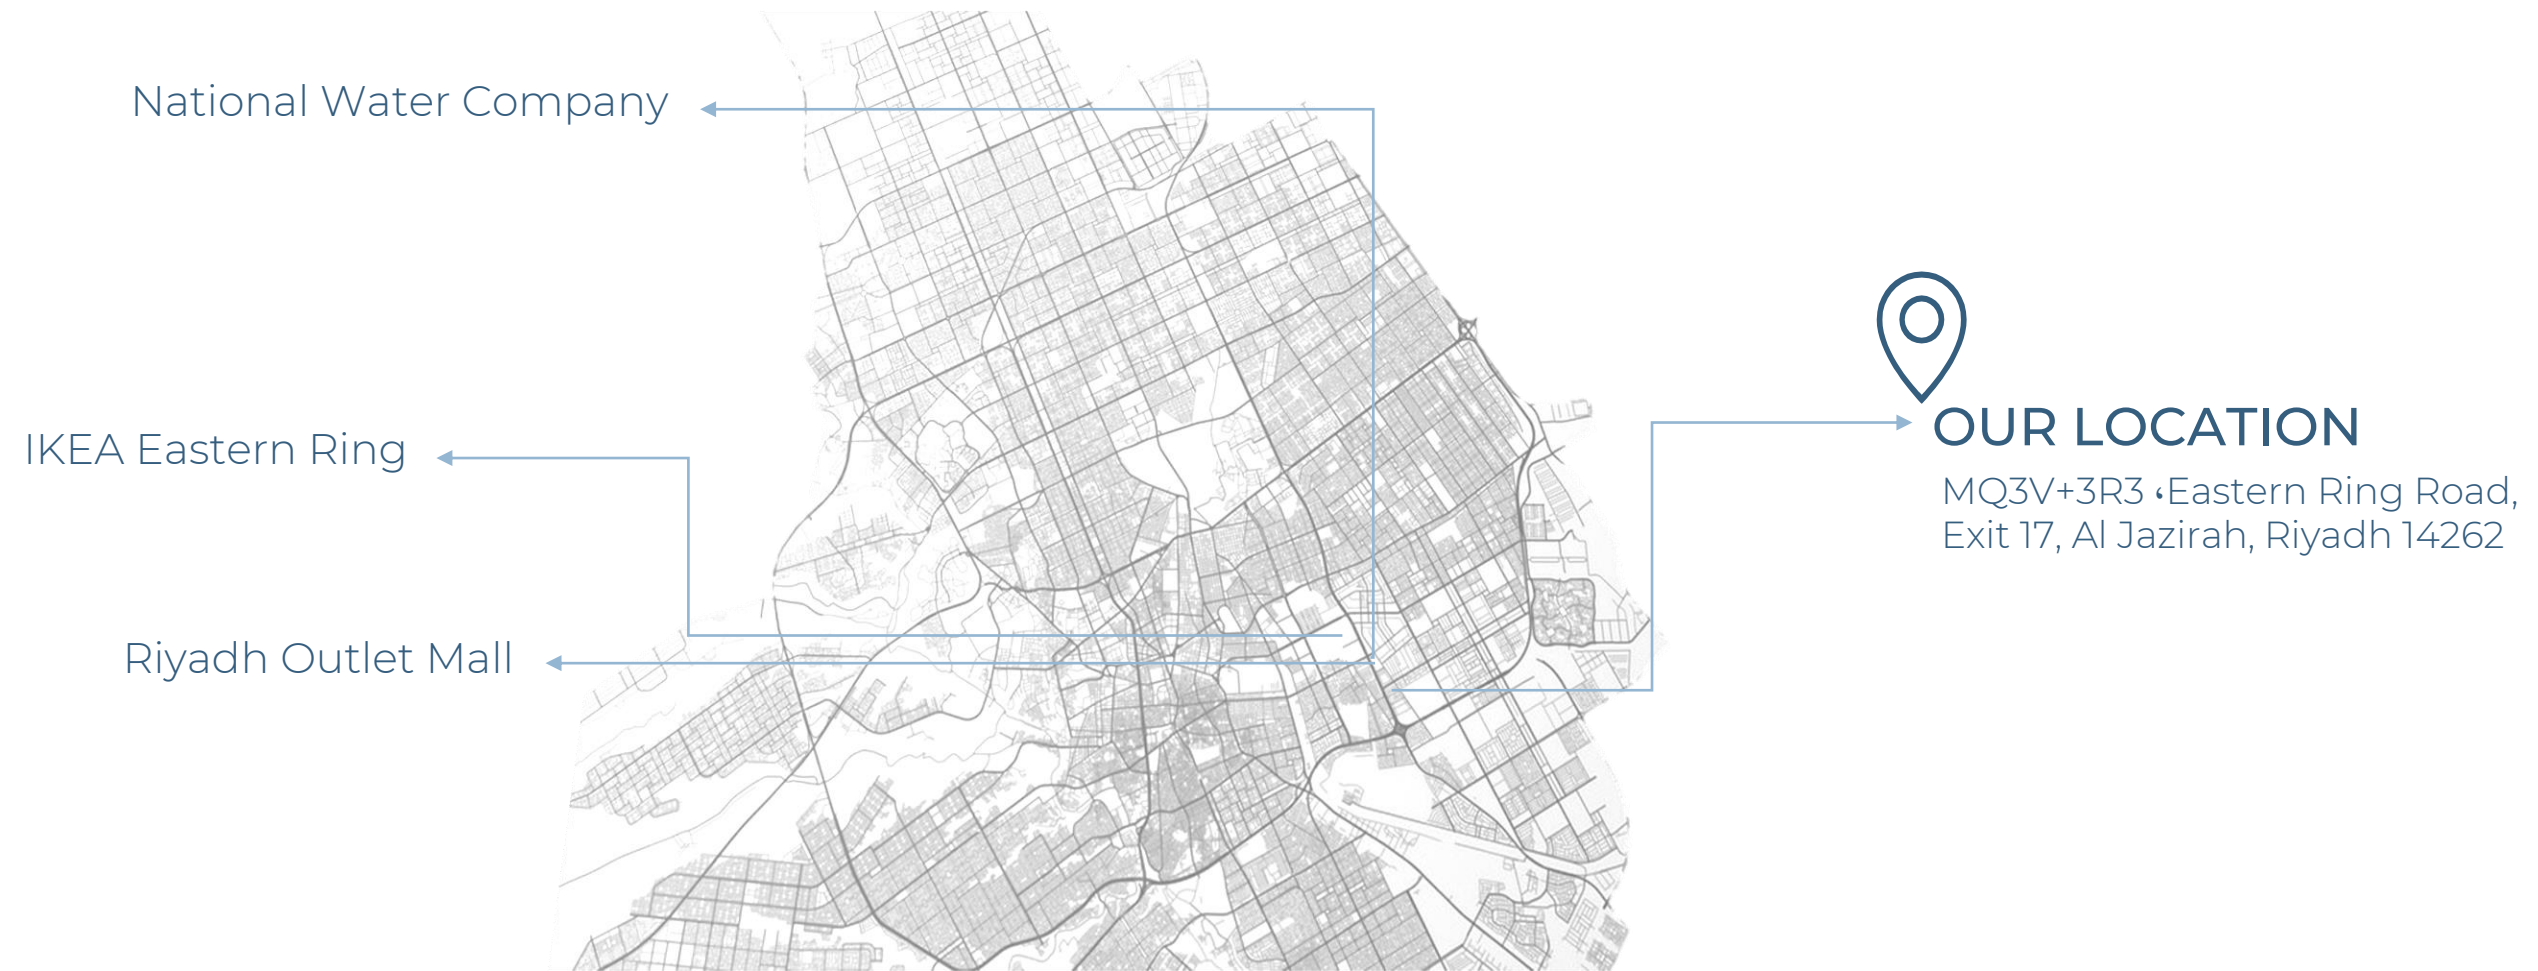 National Water Company
IKEA Eastern Ring
Riyadh Outlet Mall
OUR LOCATION
MQ3V+3R3 ،Eastern Ring Road,
Exit 17, Al Jazirah, Riyadh 14262